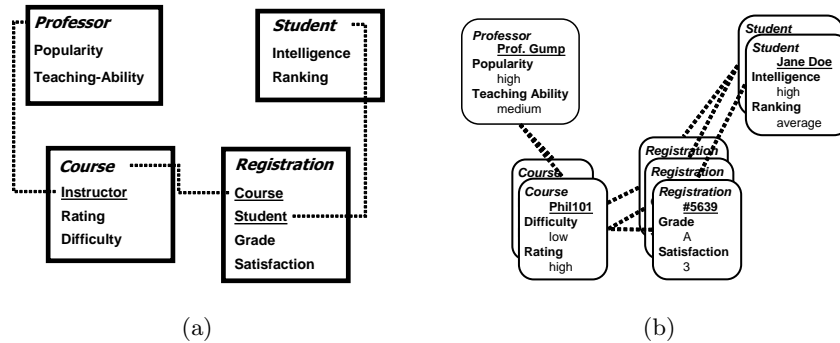 Professor
Popularity
Teaching-Ability
Student
Intelligence
Ranking
Course
Instructor
Rating
Difficulty
Registration
Course
Student
Grade
Satisfaction
(a)
Professor
Prof. Gump
Popularity
high
Teaching Ability
medium
Student
Student
Jane Doe
Intelligence
high
Ranking
average
Course
Course
Phil101
Difficulty
low
Rating
high
Registration
Registration
Registration
#5639
Grade
A
Satisfaction
3
(b)